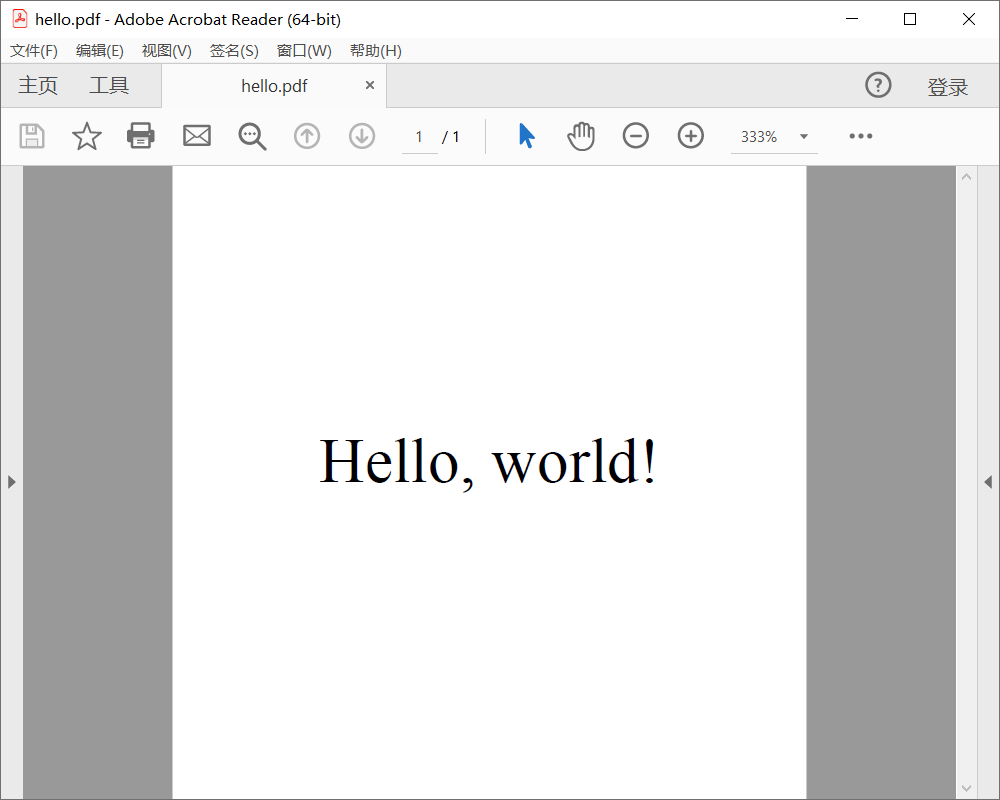 hello.pdf - Adobe Acrobat Reader (64-bit)
文件(F) 编辑(E) 视图(V) 签名(S) 窗口(W) 帮助(H)
主页 工具 hello.pdf × ? 登录
1 / 1 333%
Hello, world!